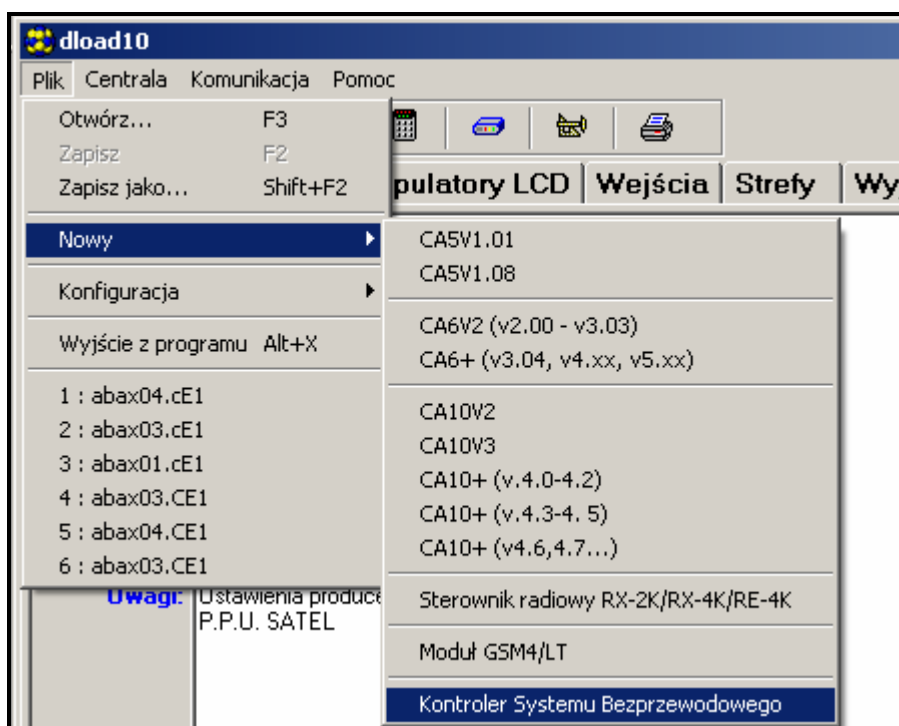 dload10
Plik Centrala Komunikacja Pomoc
Otwórz... F3
Zapisz F2
Zapisz jako... Shift+F2
pulatory LCD Wejścia Strefy Wy
Nowy
Konfiguracja
Wyjście z programu Alt+X
1 : abax04.cE1
2 : abax03.cE1
3 : abax01.cE1
4 : abax03.CE1
5 : abax04.CE1
6 : abax03.CE1
CA5V1.01
CA5V1.08
CA6V2 (v2.00 - v3.03)
CA6+ (v3.04, v4.xx, v5.xx)
CA10V2
CA10V3
CA10+ (v.4.0-4.2)
CA10+ (v.4.3-4. 5)
CA10+ (v4.6,4.7...)
Sterownik radiowy RX-2K/RX-4K/RE-4K
Moduł GSM4/LT
Kontroler Systemu Bezprzewodowego
Uwagi: Ustawienia produce
P.P.U. SATEL